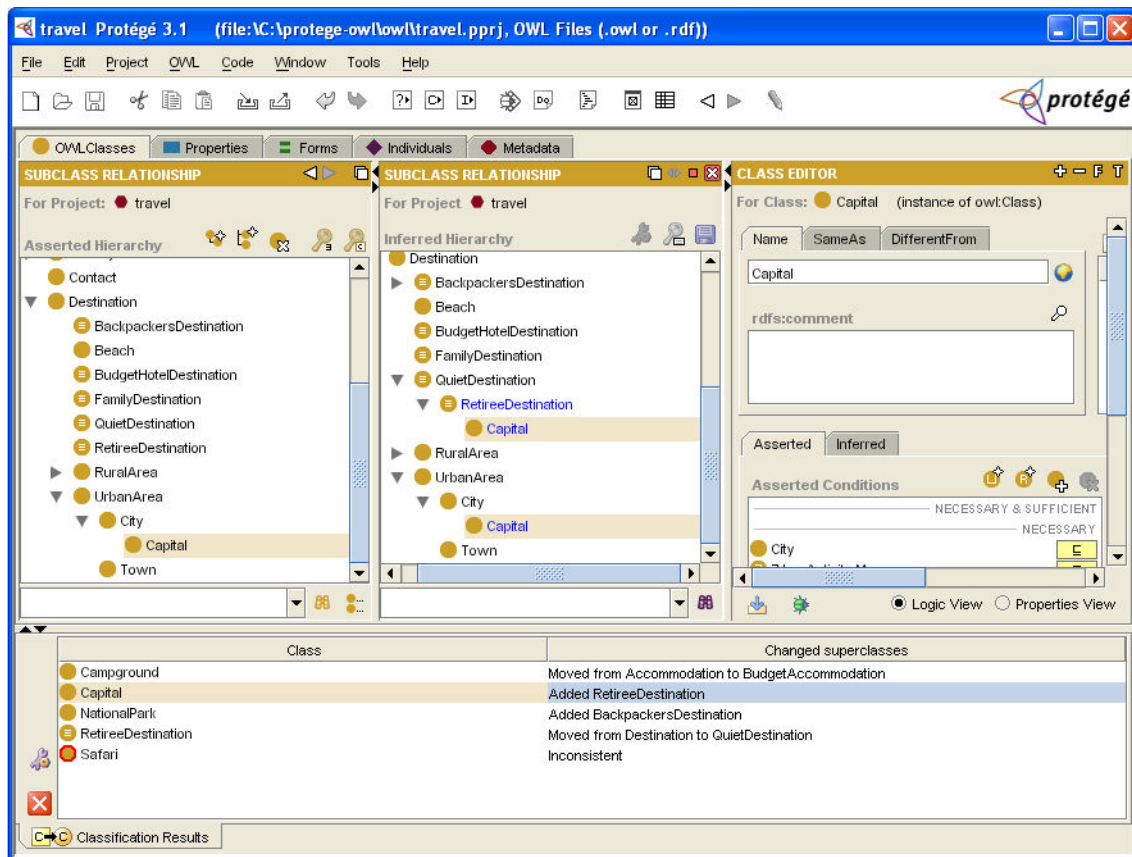 travel Protégé 3.1 (file:\C:\protege-owl\owl\travel.pprj, OWL Files (.owl or .rdf))
File Edit Project OWL Code Window Tools Help
protégé
OWLClasses Properties Forms Individuals Metadata
SUBCLASS RELATIONSHIP
For Project: travel
Asserted Hierarchy
Contact
Destination
BackpackersDestination
Beach
BudgetHotelDestination
FamilyDestination
QuietDestination
RetireeDestination
RuralArea
UrbanArea
City
Capital
Town
SUBCLASS RELATIONSHIP
For Project travel
Inferred Hierarchy
Destination
BackpackersDestination
Beach
BudgetHotelDestination
FamilyDestination
QuietDestination
RetireeDestination
Capital
RuralArea
UrbanArea
City
Capital
Town
CLASS EDITOR
F T
For Class: Capital (instance of owl:Class)
Name SameAs DifferentFrom
Capital
rdfs:comment
Asserted Inferred
Asserted Conditions
NECESSARY & SUFFICIENT
NECESSARY
City
Logic View Properties View
Class Changed superclasses
Campground Moved from Accommodation to BudgetAccommodation
Capital Added RetireeDestination
NationalPark Added BackpackersDestination
RetireeDestination Moved from Destination to QuietDestination
Safari Inconsistent
Classification Results